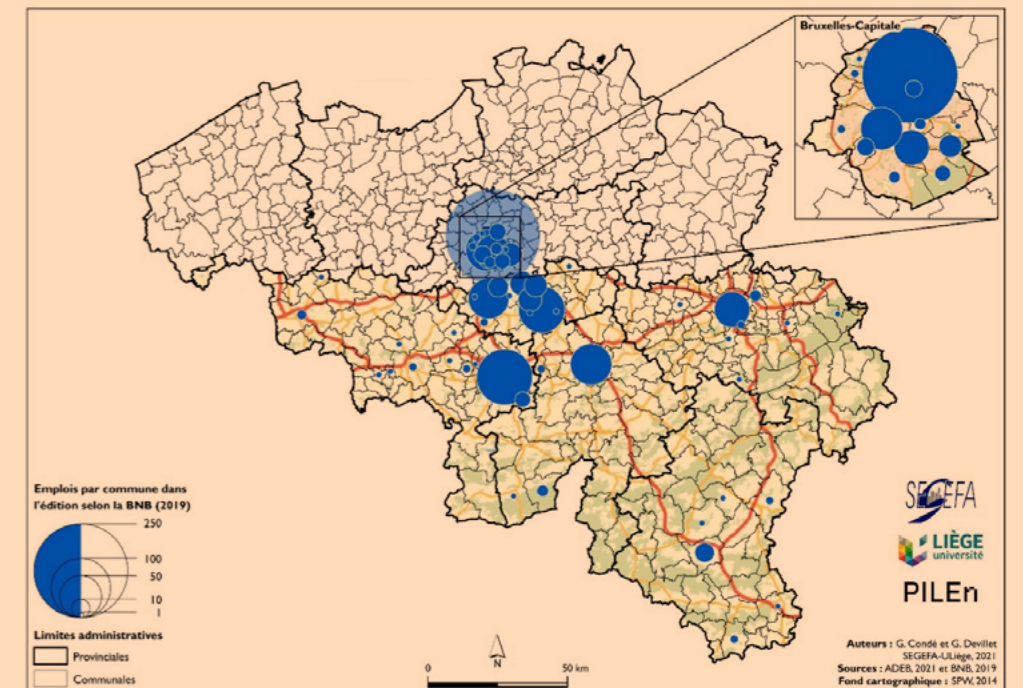 Bruxelles-Capitale
Emplois par commune dans
l'édition selon la BNB (2019)
250
100
50
10
1
Limites administratives
Provinciales
Communales
N
0
50 km
SEGEFA
LIÈGE
université
PILEn
Auteurs : G. Condé et G. Devillet
SEGEFA-ULiège, 2021
Sources : ADEB, 2021 et BNB, 2019
Fond cartographique : SPW, 2014